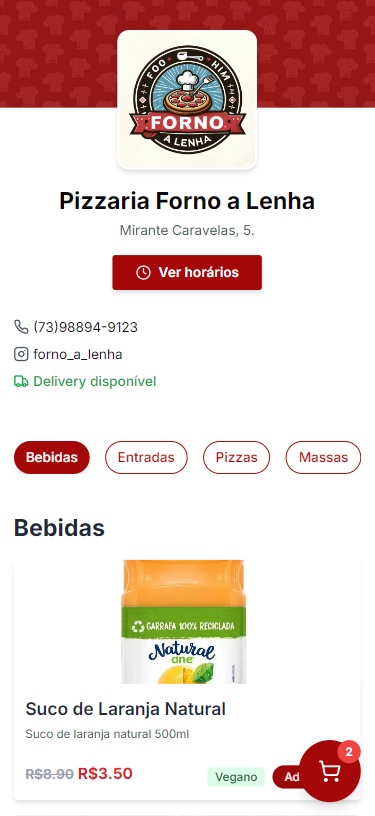 FOO HIM
FORNO
A LENHA
Pizzaria Forno a Lenha
Mirante Caravelas, 5.
Ver horários
(73)98894-9123
forno_a_lenha
Delivery disponível
Bebidas Entradas Pizzas Massas
Bebidas
GARRAFA 100% RECICLADA
Natural
one
Suco de Laranja Natural
Suco de laranja natural 500ml
R$8.90 R$3.50 Vegano Ad
2